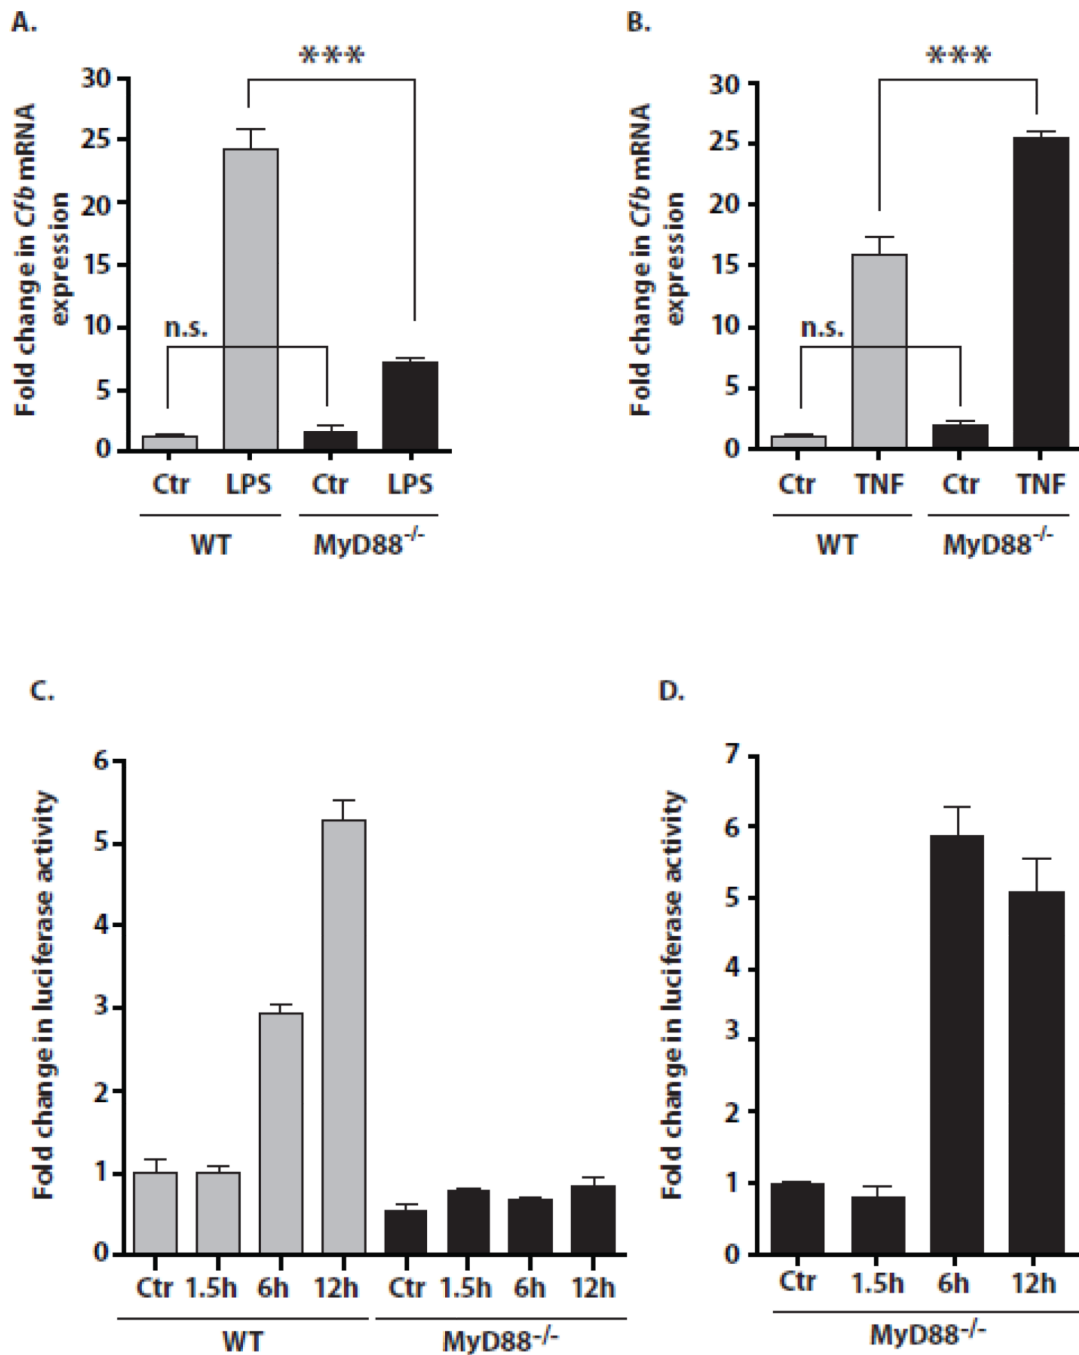 A.
***
Fold change in Cfb mRNA
expression
30
25
20
15
10
5
0
n.s.
Ctr LPS Ctr LPS
WT MyD88-/-
B.
***
Fold change in Cfb mRNA
expression
30
25
20
15
10
5
0
n.s.
Ctr TNF Ctr TNF
WT MyD88-/-
C.
Fold change in luciferase activity
6
5
4
3
2
1
0
Ctr 1.5h 6h 12h Ctr 1.5h 6h 12h
WT MyD88-/-
D.
Fold change in luciferase activity
7
6
5
4
3
2
1
0
Ctr 1.5h 6h 12h
MyD88-/-